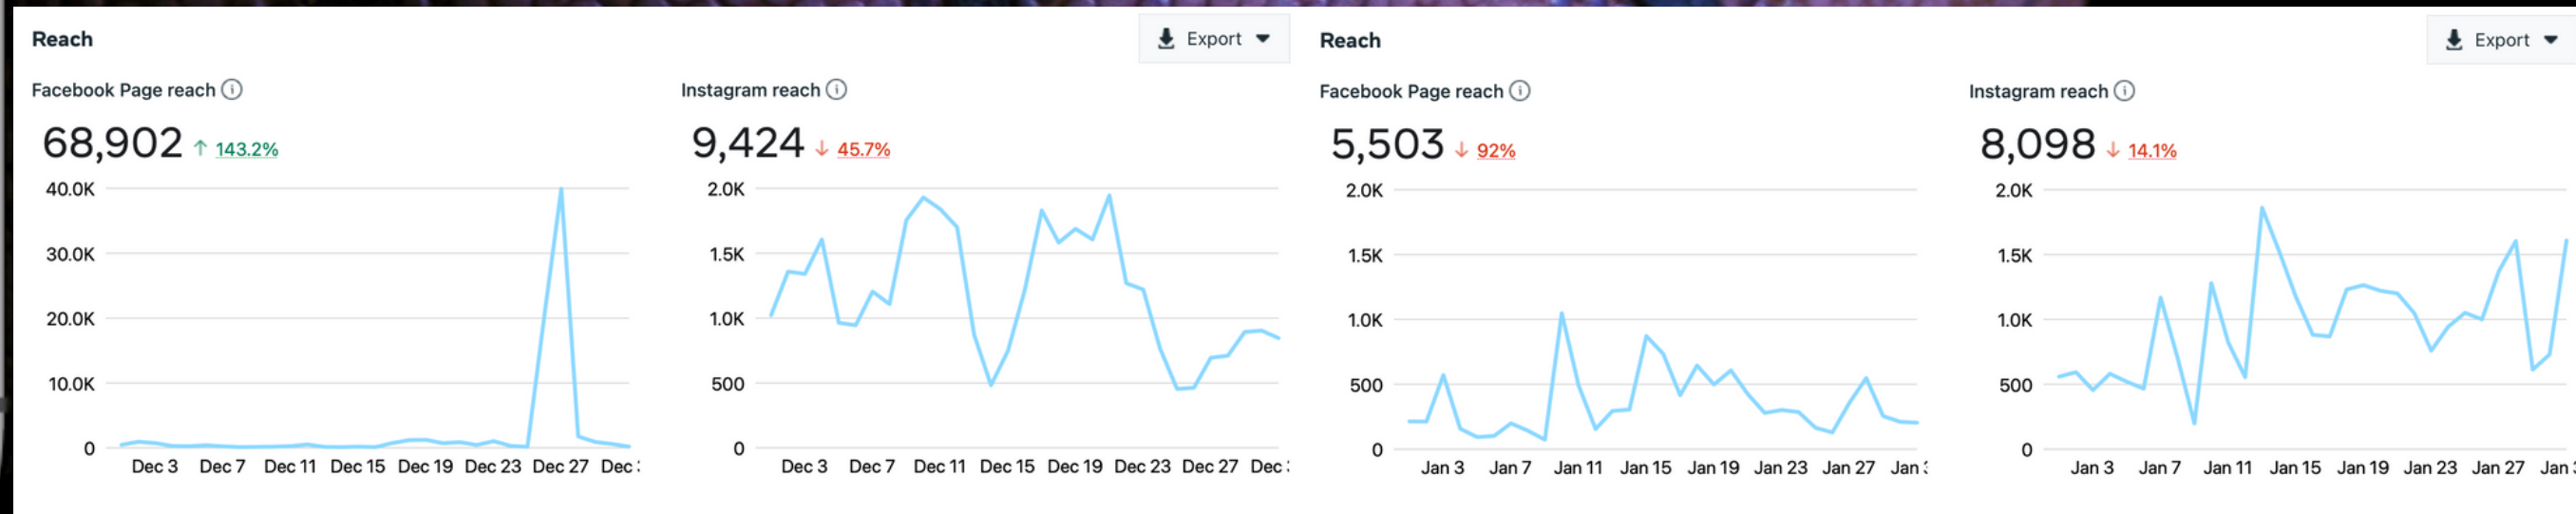 Reach
Export
Facebook Page reach
68,902 ↑ 143.2%
40.0K
30.0K
20.0K
10.0K
0
Dec 3 Dec 7 Dec 11 Dec 15 Dec 19 Dec 23 Dec 27 Dec
Instagram reach
9,424 ↓ 45.7%
2.0K
1.5K
1.0K
500
0
Dec 3 Dec 7 Dec 11 Dec 15 Dec 19 Dec 23 Dec 27 Dec
Reach
Export
Facebook Page reach
5,503 ↓ 92%
2.0K
1.5K
1.0K
500
0
Jan 3 Jan 7 Jan 11 Jan 15 Jan 19 Jan 23 Jan 27 Jan
Instagram reach
8,098 ↓ 14.1%
2.0K
1.5K
1.0K
500
0
Jan 3 Jan 7 Jan 11 Jan 15 Jan 19 Jan 23 Jan 27 Jan